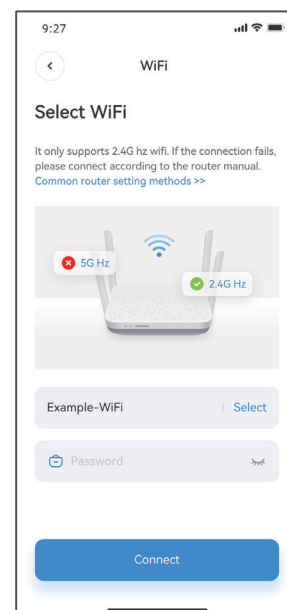 9:27
WiFi
Select WiFi
It only supports 2.4G hz wifi. If the connection fails,
please connect according to the router manual.
Common router setting methods >>
5G Hz
2.4G Hz
Example-WiFi
Select
Password
Connect